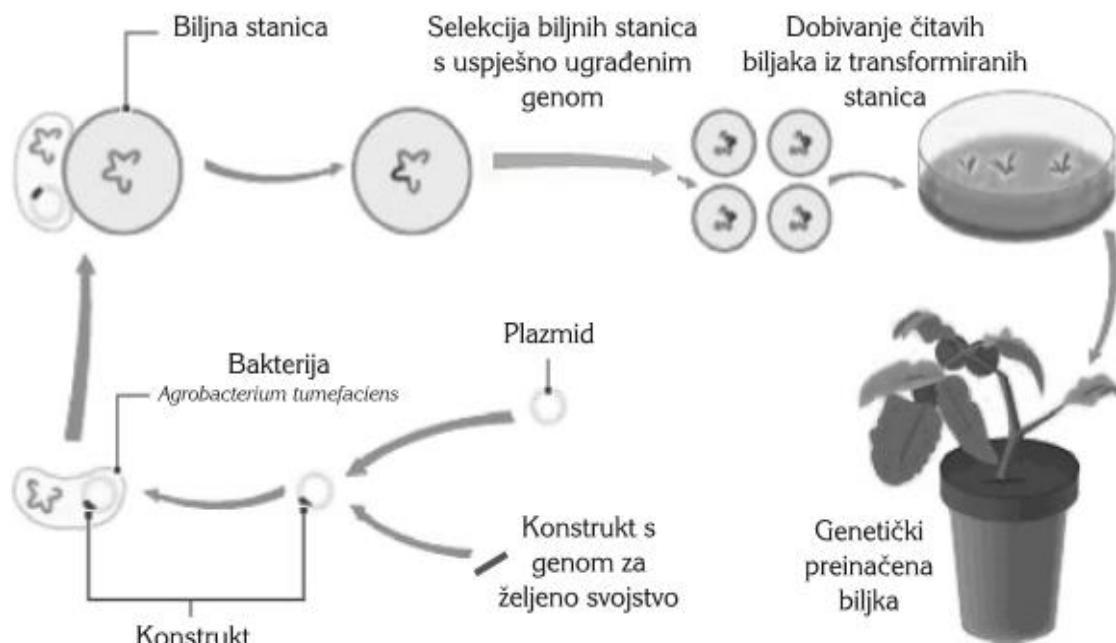 Biljna stanica
Selekcija biljnih stanica
s uspješno ugrađenim
genom
Dobivanje čitavih
biljaka iz transformiranih
stanica
Plazmid
Bakterija
Agrobacterium tumefaciens
Konstrukt s
genom za
željeno svojstvo
Genetički
preinačena
biljka
Konstrukt